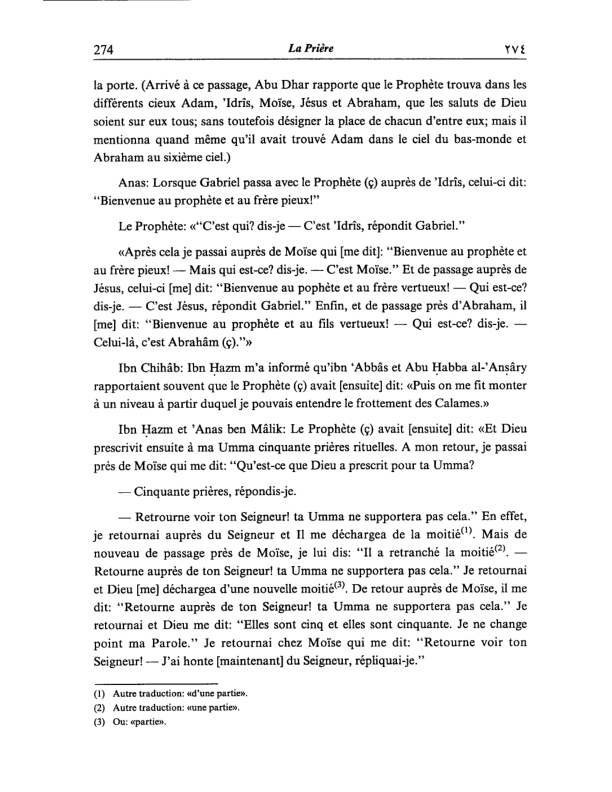 274 La Prière ٢٧٤
la porte. (Arrivé à ce passage, Abu Dhar rapporte que le Prophète trouva dans les
différents cieux Adam, 'Idrîs, Moïse, Jésus et Abraham, que les saluts de Dieu
soient sur eux tous; sans toutefois désigner la place de chacun d'entre eux; mais il
mentionna quand même qu'il avait trouvé Adam dans le ciel du bas-monde et
Abraham au sixième ciel.)
Anas: Lorsque Gabriel passa avec le Prophète (ç) auprès de 'Idrîs, celui-ci dit:
"Bienvenue au prophète et au frère pieux!"
Le Prophète: «"C'est qui? dis-je — C'est 'Idrîs, répondit Gabriel."
«Après cela je passai auprès de Moïse qui [me dit]: "Bienvenue au prophète et
au frère pieux! — Mais qui est-ce? dis-je. — C'est Moïse." Et de passage auprès de
Jésus, celui-ci [me] dit: "Bienvenue au pophète et au frère vertueux! — Qui est-ce?
dis-je. — C'est Jésus, répondit Gabriel." Enfin, et de passage près d'Abraham, il
[me] dit: "Bienvenue au prophète et au fils vertueux! — Qui est-ce? dis-je. —
Celui-là, c'est Abrahâm (ç)."»
Ibn Chihâb: Ibn Ḥazm m'a informé qu'ibn 'Abbâs et Abu Ḥabba al-'Anṣâry
rapportaient souvent que le Prophète (ç) avait [ensuite] dit: «Puis on me fit monter
à un niveau à partir duquel je pouvais entendre le frottement des Calames.»
Ibn Ḥazm et 'Anas ben Mâlik: Le Prophète (ç) avait [ensuite] dit: «Et Dieu
prescrivit ensuite à ma Umma cinquante prières rituelles. A mon retour, je passai
près de Moïse qui me dit: "Qu'est-ce que Dieu a prescrit pour ta Umma?
— Cinquante prières, répondis-je.
— Retrourne voir ton Seigneur! ta Umma ne supportera pas cela." En effet,
je retournai auprès du Seigneur et Il me déchargea de la moitié(1). Mais de
nouveau de passage près de Moïse, je lui dis: "Il a retranché la moitié(2). —
Retourne auprès de ton Seigneur! ta Umma ne supportera pas cela." Je retournai
et Dieu [me] déchargea d'une nouvelle moitié(3). De retour auprès de Moïse, il me
dit: "Retourne auprès de ton Seigneur! ta Umma ne supportera pas cela." Je
retournai et Dieu me dit: "Elles sont cinq et elles sont cinquante. Je ne change
point ma Parole." Je retournai chez Moïse qui me dit: "Retourne voir ton
Seigneur! — J'ai honte [maintenant] du Seigneur, répliquai-je."
(1) Autre traduction: «d'une partie».
(2) Autre traduction: «une partie».
(3) Ou: «partie».